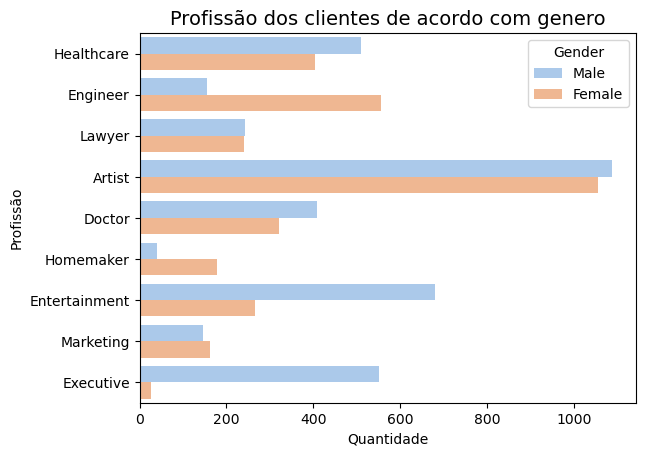 Profissão dos clientes de acordo com genero
Gender
Male
Female
Profissão
Healthcare
Engineer
Lawyer
Artist
Doctor
Homemaker
Entertainment
Marketing
Executive
0 200 400 600 800 1000
Quantidade